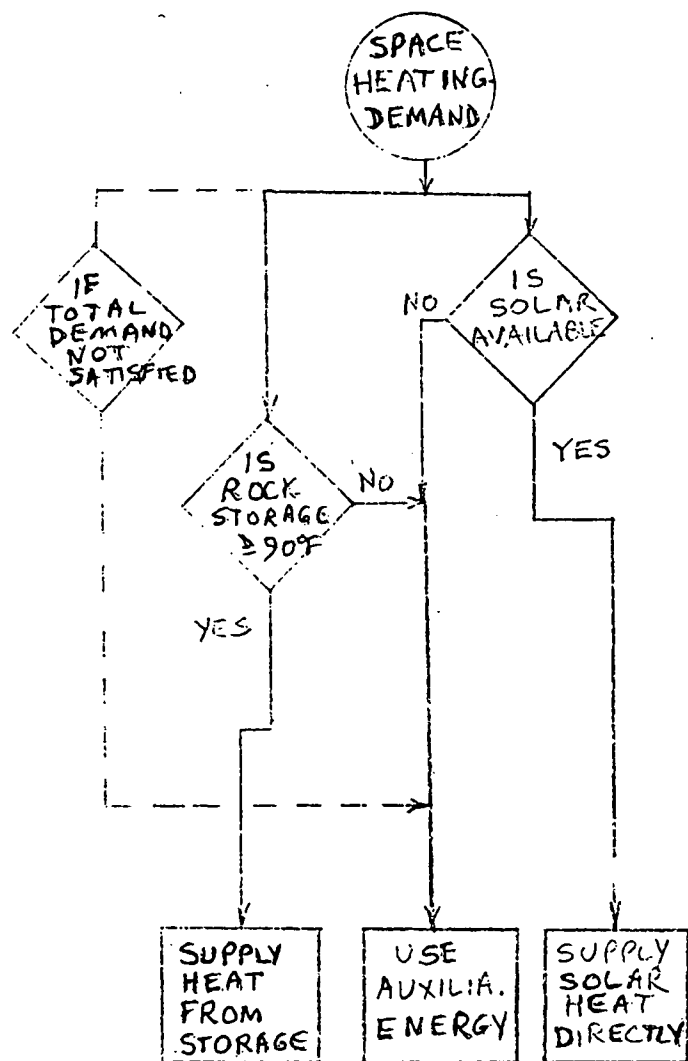 SPACE
HEATING
DEMAND
IF
TOTAL
DEMAND
NOT
SATISFIED
NO
IS
SOLAR
AVAILABLE
YES
IS
ROCK
STORAGE
≥ 90°F
NO
YES
SUPPLY
HEAT
FROM
STORAGE
USE
AUXILIA.
ENERGY
SUPPLY
SOLAR
HEAT
DIRECTLY